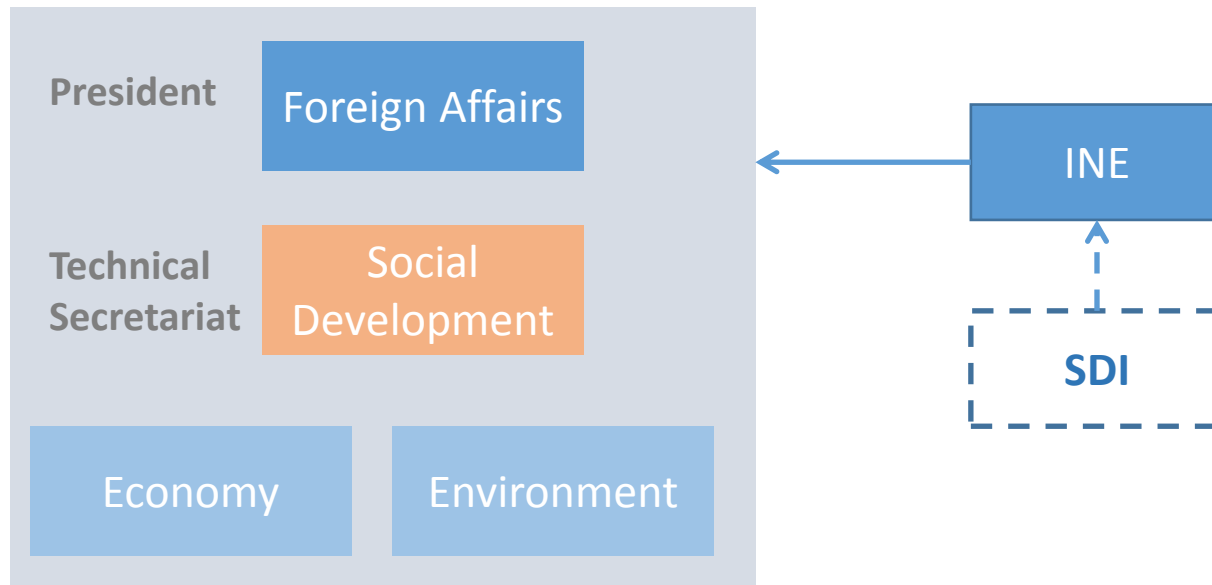 President
Foreign Affairs
INE
Technical
Secretariat
Social
Development
SDI
Economy
Environment